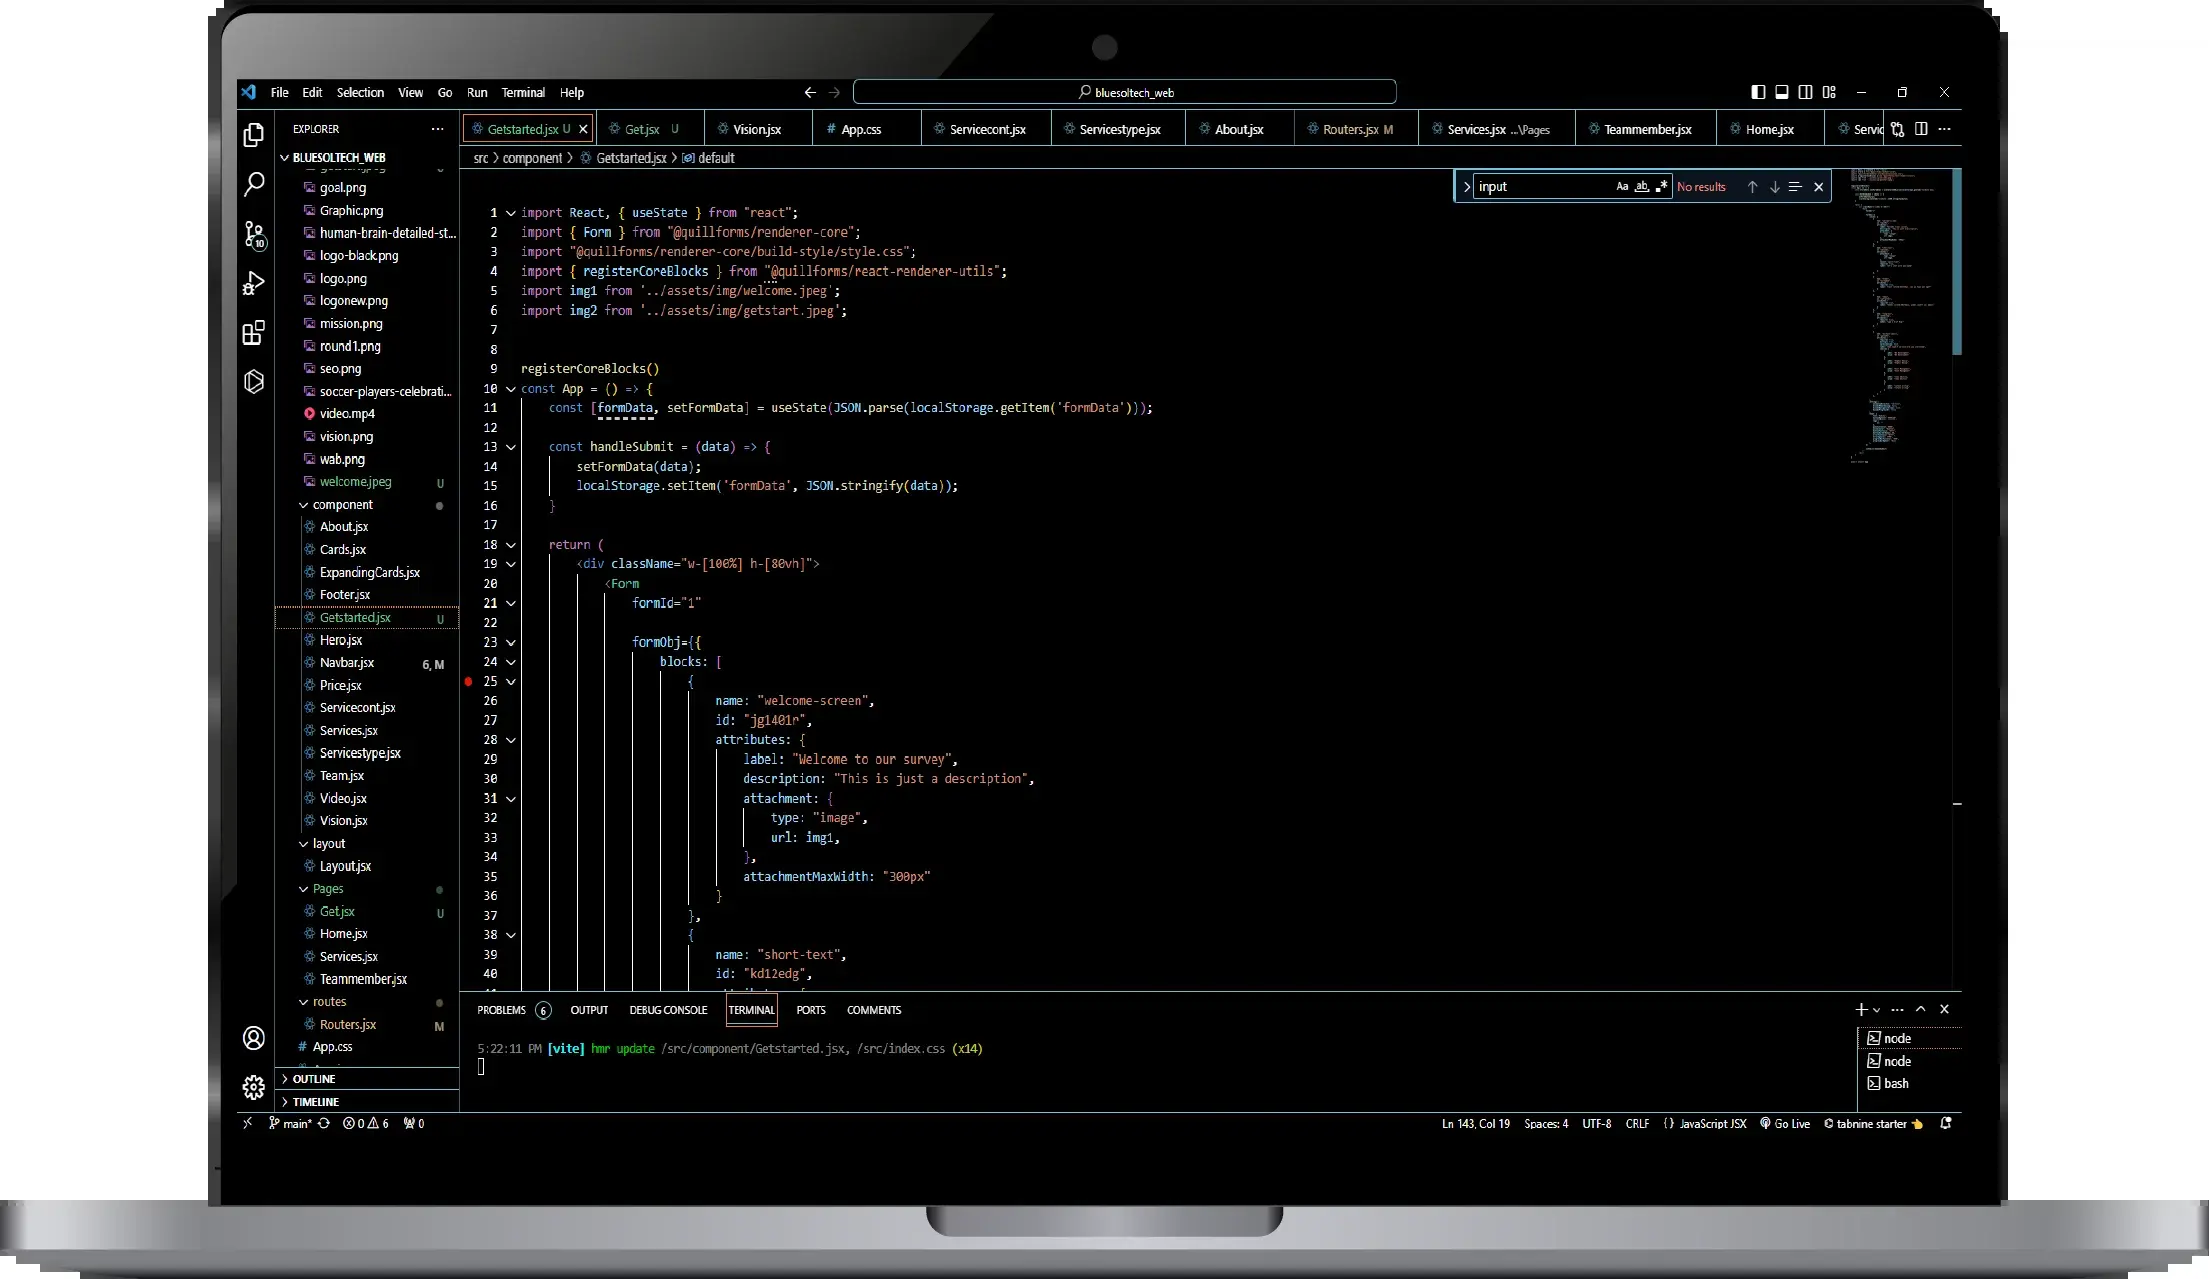 File Edit Selection View Go Run Terminal Help
bluesoltech_web
EXPLORER
BLUESOLTECH_WEB
goal.png
Graphic.png
human-brain-detailed-st...
logo-black.png
logo.png
logonew.png
mission.png
round1.png
seo.png
soccer-players-celebrati...
video.mp4
vision.png
wab.png
welcome.jpeg U
component
About.jsx
Cards.jsx
ExpandingCards.jsx
Footer.jsx
Getstarted.jsx U
Hero.jsx
Navbar.jsx 6, M
Price.jsx
Servicecont.jsx
Services.jsx
Servicestype.jsx
Team.jsx
Video.jsx
Vision.jsx
layout
Layout.jsx
Pages
Get.jsx U
Home.jsx
Services.jsx
Teammember.jsx
routes
Routers.jsx M
# App.css
OUTLINE
TIMELINE
10
Getstarted.jsx U Get.jsx U Vision.jsx # App.css Servicecont.jsx Servicestype.jsx About.jsx Routers.jsx M Services.jsx ...\Pages Teammember.jsx Home.jsx Servic
src > component > Getstarted.jsx > default
input Aa ab No results
1 import React, { useState } from "react";
2 import { Form } from "@quillforms/renderer-core";
3 import "@quillforms/renderer-core/build-style/style.css";
4 import { registerCoreBlocks } from "@quillforms/react-renderer-utils";
5 import img1 from '../assets/img/welcome.jpeg';
6 import img2 from '../assets/img/getstart.jpeg';
7
8
9 registerCoreBlocks()
10 const App = () => {
11 const [formData, setFormData] = useState(JSON.parse(localStorage.getItem('formData')));
12
13 const handleSubmit = (data) => {
14 setFormData(data);
15 localStorage.setItem('formData', JSON.stringify(data));
16 }
17
18 return (
19 <div className="w-[100%] h-[80vh]">
20 <Form
21 formId="1"
22
23 formObj={{
24 blocks: [
25 {
26 name: "welcome-screen",
27 id: "jg1401r",
28 attributes: {
29 label: "Welcome to our survey",
30 description: "This is just a description",
31 attachment: {
32 type: "image",
33 url: img1,
34 },
35 attachmentMaxWidth: "300px"
36 }
37 },
38 {
39 name: "short-text",
40 id: "kd12edg",
PROBLEMS 6 OUTPUT DEBUG CONSOLE TERMINAL PORTS COMMENTS
5:22:11 PM [vite] hmr update /src/component/Getstarted.jsx, /src/index.css (x14)
node
node
bash
main* 0 6 0
Ln 143, Col 19 Spaces: 4 UTF-8 CRLF {} JavaScript JSX Go Live tabnine starter